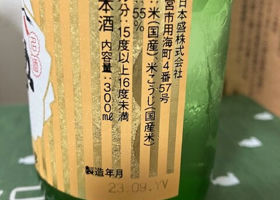 日本盛株式会社
宮市用海町4番57号
:米(国産)、米こうじ(国産米)
:55%
分:15度以上16度未満
本酒 内容量:300ml
製造年月
23.09.YV